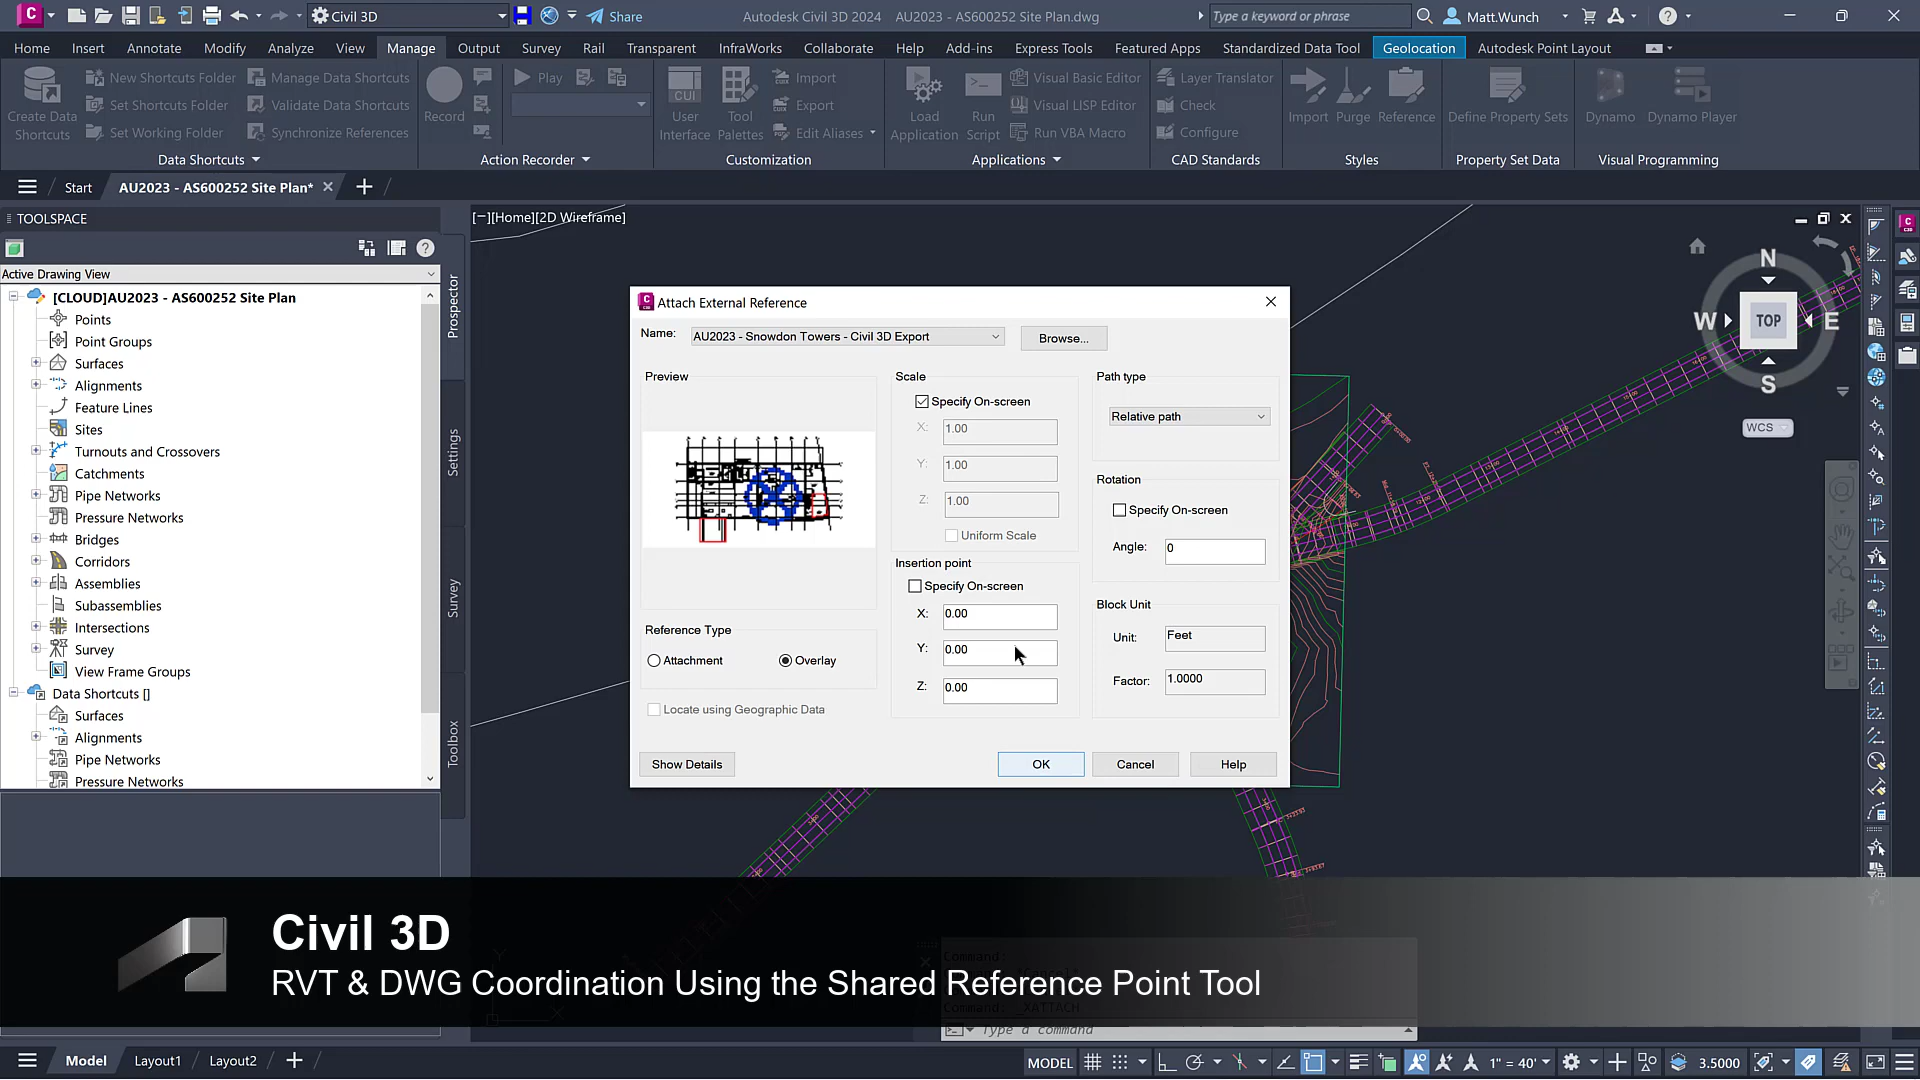 Civil 3D
Share
Autodesk Civil 3D 2024 AU2023 - AS600252 Site Plan.dwg
Type a keyword or phrase
Matt.Wunch
Home Insert Annotate Modify Analyze View Manage Output Survey Rail Transparent InfraWorks Collaborate Help Add-ins Express Tools Featured Apps Standardized Data Tool Geolocation Autodesk Point Layout
Create Data Shortcuts
New Shortcuts Folder
Set Shortcuts Folder
Set Working Folder
Manage Data Shortcuts
Validate Data Shortcuts
Synchronize References
Data Shortcuts
Record
Play
Action Recorder
CUI
User Interface
Tool Palettes
Import
Export
Edit Aliases
Customization
Load Application
Run Script
Visual Basic Editor
Visual LISP Editor
Run VBA Macro
Applications
Layer Translator
Check
Configure
CAD Standards
Import
Purge
Reference
Styles
Define Property Sets
Property Set Data
Dynamo
Dynamo Player
Visual Programming
Start
AU2023 - AS600252 Site Plan*
TOOLSPACE
Active Drawing View
[CLOUD]AU2023 - AS600252 Site Plan
Points
Point Groups
Surfaces
Alignments
Feature Lines
Sites
Turnouts and Crossovers
Catchments
Pipe Networks
Pressure Networks
Bridges
Corridors
Assemblies
Subassemblies
Intersections
Survey
View Frame Groups
Data Shortcuts []
Surfaces
Alignments
Pipe Networks
Pressure Networks
Prospector
Settings
Survey
Toolbox
[−][Home][2D Wireframe]
N
W
TOP
E
S
WCS
Attach External Reference
Name:
AU2023 - Snowdon Towers - Civil 3D Export
Browse...
Preview
Reference Type
Attachment
Overlay
Locate using Geographic Data
Scale
Specify On-screen
X: 1.00
Y: 1.00
Z: 1.00
Uniform Scale
Insertion point
Specify On-screen
X: 0.00
Y: 0.00
Z: 0.00
Path type
Relative path
Rotation
Specify On-screen
Angle: 0
Block Unit
Unit: Feet
Factor: 1.0000
Show Details
OK
Cancel
Help
Civil 3D
RVT & DWG Coordination Using the Shared Reference Point Tool
Command:
Command: *Cancel*
Command: _XATTACH
Type a command
Model
Layout1
Layout2
MODEL
1" = 40'
3.5000